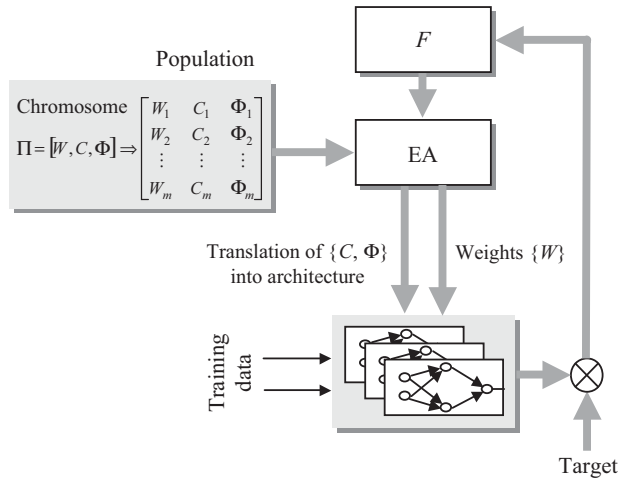 F
Population
Chromosome
Π = [W, C, Φ] ⇒
W₁ C₁ Φ₁
W₂ C₂ Φ₂
⋮ ⋮ ⋮
Wₘ Cₘ Φₘ
EA
Translation of {C, Φ}
into architecture
Weights {W}
Training
data
Target